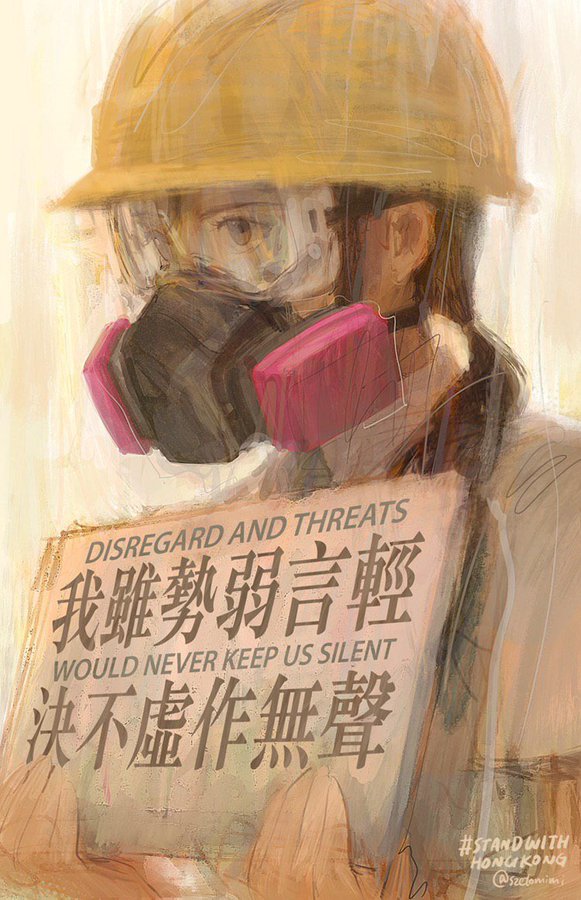 DISREGARD AND THREATS
我雖勢弱言輕
WOULD NEVER KEEP US SILENT
決不虛作無聲
#STANDWITH
HONGKONG
@szetomimi